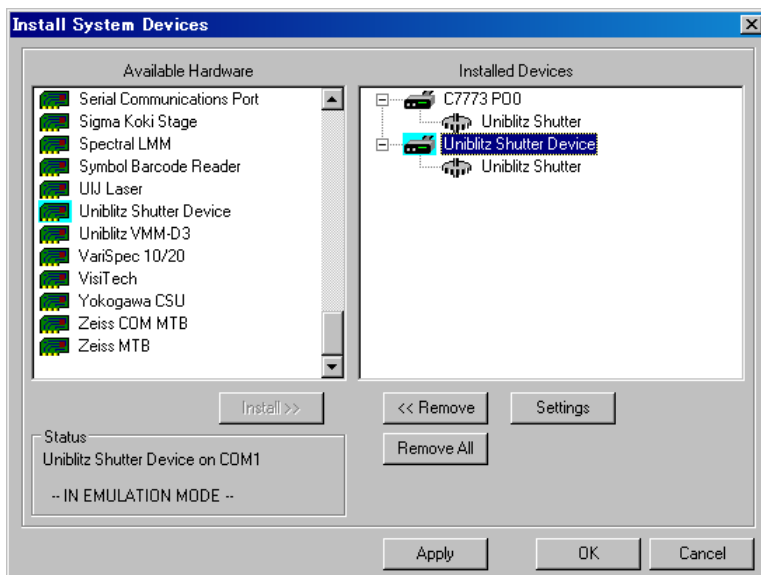 Install System Devices
Available Hardware
Serial Communications Port
Sigma Koki Stage
Spectral LMM
Symbol Barcode Reader
UIJ Laser
Uniblitz Shutter Device
Uniblitz VMM-D3
VariSpec 10/20
VisiTech
Yokogawa CSU
Zeiss COM MTB
Zeiss MTB
Install >>
Installed Devices
C7773 PO0
Uniblitz Shutter
Uniblitz Shutter Device
Uniblitz Shutter
<< Remove
Settings
Remove All
Status
Uniblitz Shutter Device on COM1
-- IN EMULATION MODE --
Apply
OK
Cancel